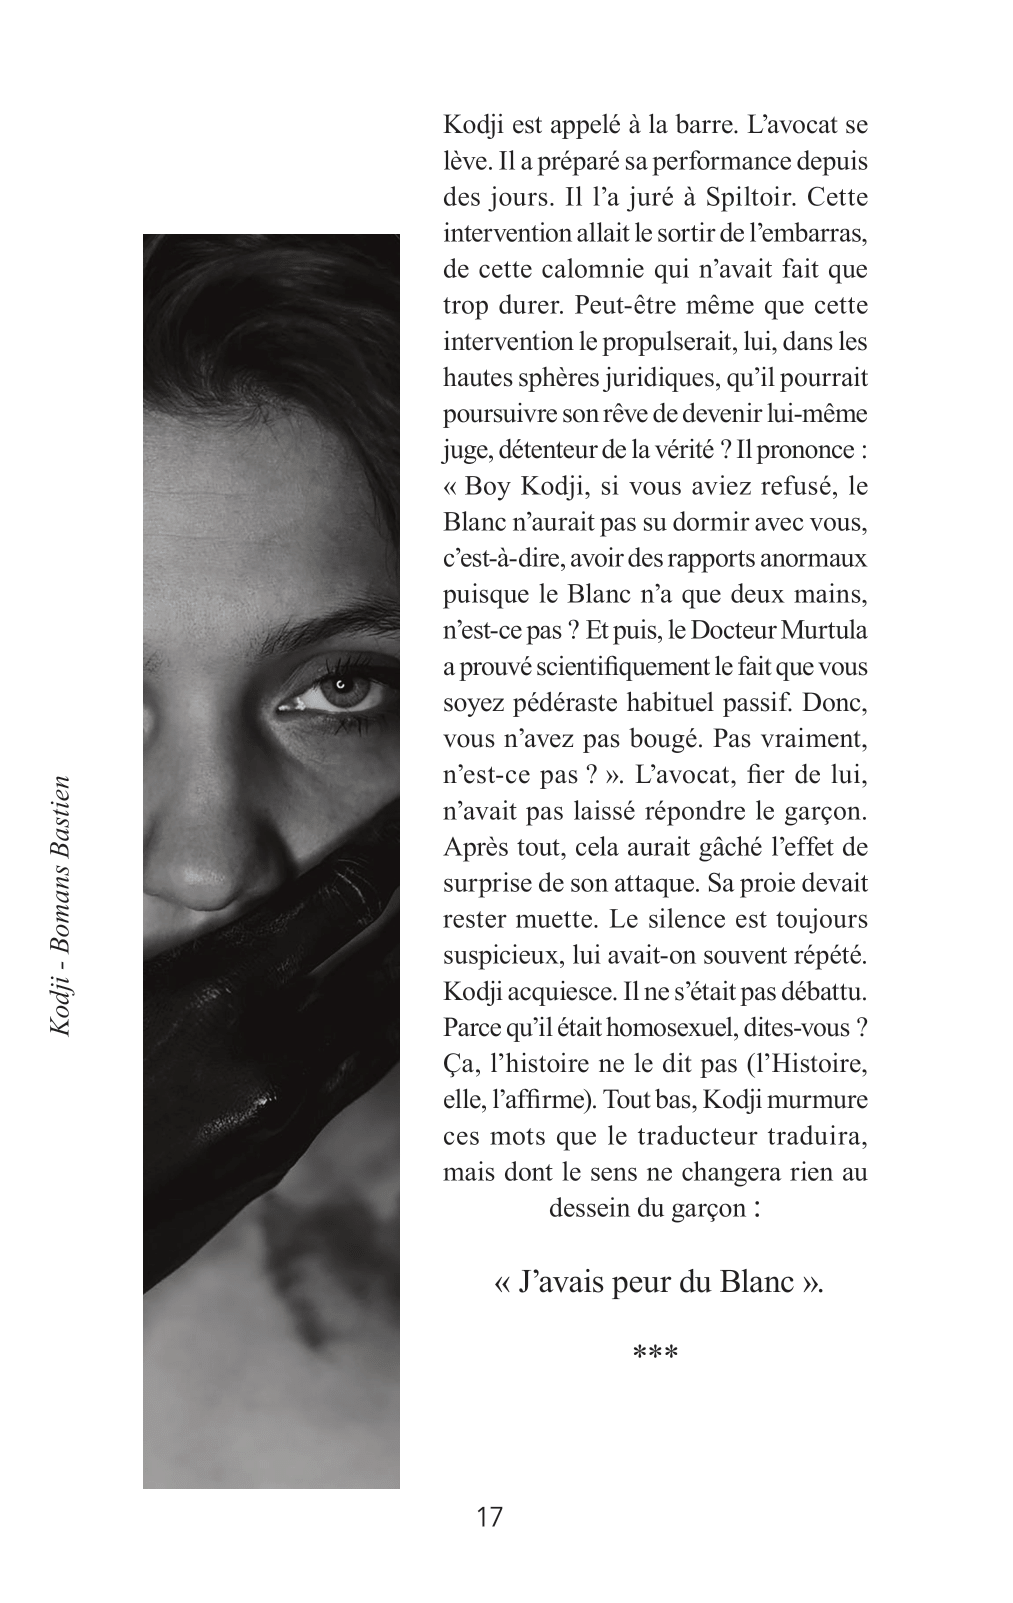 Kodji est appelé à la barre. L’avocat se
lève. Il a préparé sa performance depuis
des jours. Il l’a juré à Spiltoir. Cette
intervention allait le sortir de l’embarras,
de cette calomnie qui n’avait fait que
trop durer. Peut-être même que cette
intervention le propulserait, lui, dans les
hautes sphères juridiques, qu’il pourrait
poursuivre son rêve de devenir lui-même
juge, détenteur de la vérité ? Il prononce :
« Boy Kodji, si vous aviez refusé, le
Blanc n’aurait pas su dormir avec vous,
c’est-à-dire, avoir des rapports anormaux
puisque le Blanc n’a que deux mains,
n’est-ce pas ? Et puis, le Docteur Murtula
a prouvé scientifiquement le fait que vous
soyez pédéraste habituel passif. Donc,
vous n’avez pas bougé. Pas vraiment,
n’est-ce pas ? ». L’avocat, fier de lui,
n’avait pas laissé répondre le garçon.
Après tout, cela aurait gâché l’effet de
surprise de son attaque. Sa proie devait
rester muette. Le silence est toujours
suspicieux, lui avait-on souvent répété.
Kodji acquiesce. Il ne s’était pas débattu.
Parce qu’il était homosexuel, dites-vous ?
Ça, l’histoire ne le dit pas (l’Histoire,
elle, l’affirme). Tout bas, Kodji murmure
ces mots que le traducteur traduira,
mais dont le sens ne changera rien au
dessein du garçon :
« J’avais peur du Blanc ».
***
Kodji - Bomans Bastien
17